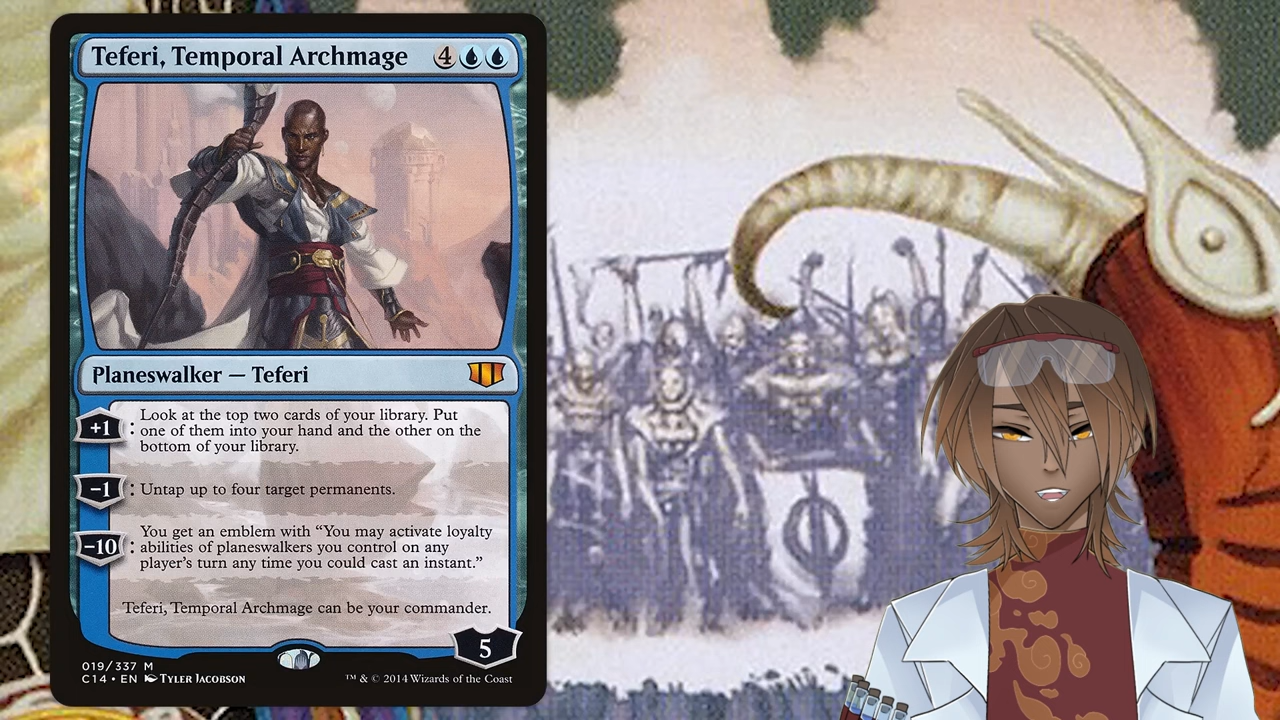 Teferi, Temporal Archmage 4
Planeswalker — Teferi
+1 : Look at the top two cards of your library. Put
one of them into your hand and the other on the
bottom of your library.
−1 : Untap up to four target permanents.
You get an emblem with “You may activate loyalty
−10 : abilities of planeswalkers you control on any
player’s turn any time you could cast an instant.”
Teferi, Temporal Archmage can be your commander.
5
019/337 M
C14 • EN Tyler Jacobson ™ & © 2014 Wizards of the Coast